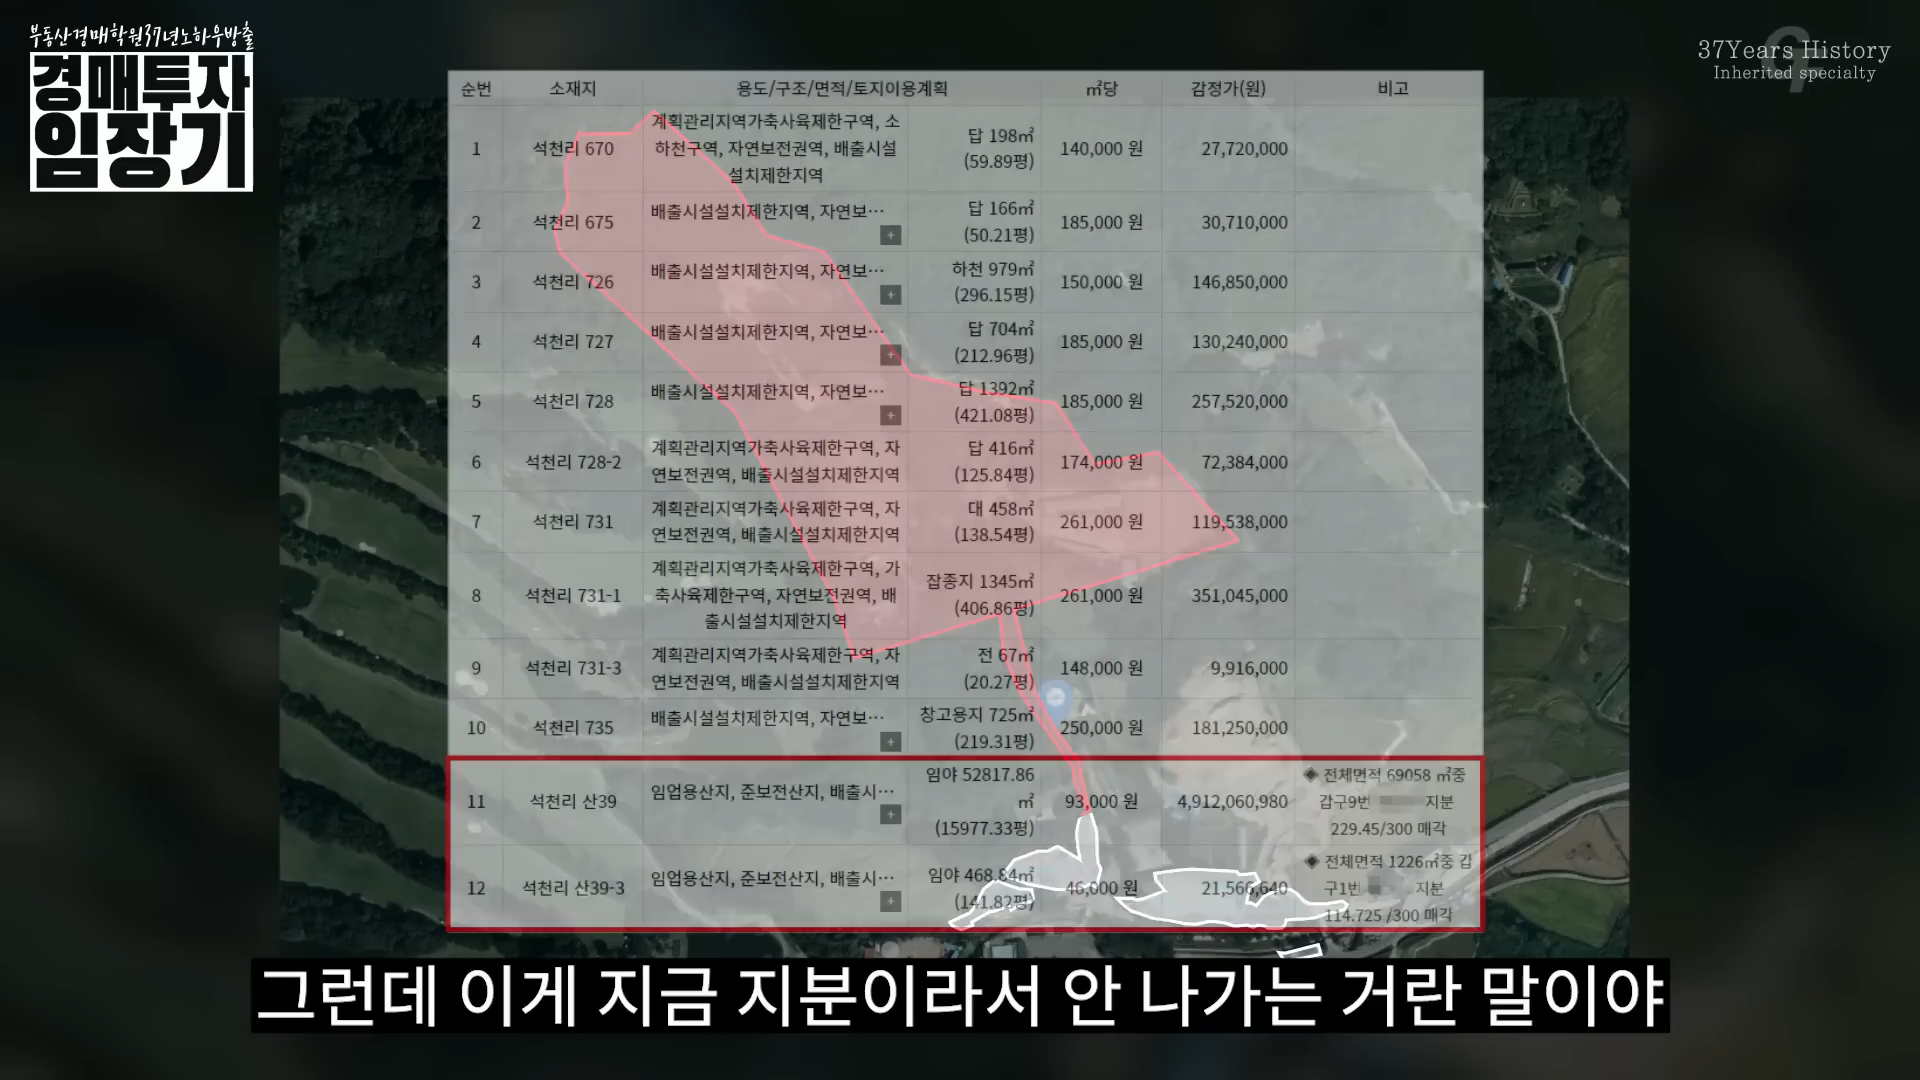 부동산경매학원37년노하우방출
경매투자
임장기
37Years History
Inherited specialty
순번 소재지 용도/구조/면적/토지이용계획 ㎡당 감정가(원) 비고
1 석천리 670 계획관리지역가축사육제한구역, 소하천구역, 자연보전권역, 배출시설설치제한지역 답 198㎡ (59.89평) 140,000 원 27,720,000
2 석천리 675 배출시설설치제한지역, 자연보… + 답 166㎡ (50.21평) 185,000 원 30,710,000
3 석천리 726 배출시설설치제한지역, 자연보… + 하천 979㎡ (296.15평) 150,000 원 146,850,000
4 석천리 727 배출시설설치제한지역, 자연보… + 답 704㎡ (212.96평) 185,000 원 130,240,000
5 석천리 728 배출시설설치제한지역, 자연보… + 답 1392㎡ (421.08평) 185,000 원 257,520,000
6 석천리 728-2 계획관리지역가축사육제한구역, 자연보전권역, 배출시설설치제한지역 답 416㎡ (125.84평) 174,000 원 72,384,000
7 석천리 731 계획관리지역가축사육제한구역, 자연보전권역, 배출시설설치제한지역 대 458㎡ (138.54평) 261,000 원 119,538,000
8 석천리 731-1 계획관리지역가축사육제한구역, 가축사육제한구역, 자연보전권역, 배출시설설치제한지역 잡종지 1345㎡ (406.86평) 261,000 원 351,045,000
9 석천리 731-3 계획관리지역가축사육제한구역, 자연보전권역, 배출시설설치제한지역 전 67㎡ (20.27평) 148,000 원 9,916,000
10 석천리 735 배출시설설치제한지역, 자연보… + 창고용지 725㎡ (219.31평) 250,000 원 181,250,000
11 석천리 산39 임업용산지, 준보전산지, 배출시… + 임야 52817.86㎡ (15977.33평) 93,000 원 4,912,060,980 ◈ 전체면적 69058 ㎡중 갑구9번 지분 229.45/300 매각
12 석천리 산39-3 임업용산지, 준보전산지, 배출시… + 임야 468.84㎡ (141.82평) 46,000 원 21,566,640 ◈ 전체면적 1226㎡중 갑구1번 지분 114.725 /300 매각
그런데 이게 지금 지분이라서 안 나가는 거란 말이야